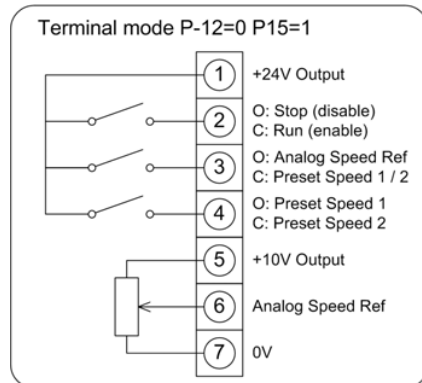 Terminal mode P-12=0 P15=1
1 +24V Output
2 O: Stop (disable)
C: Run (enable)
3 O: Analog Speed Ref
C: Preset Speed 1 / 2
4 O: Preset Speed 1
C: Preset Speed 2
5 +10V Output
6 Analog Speed Ref
7 0V